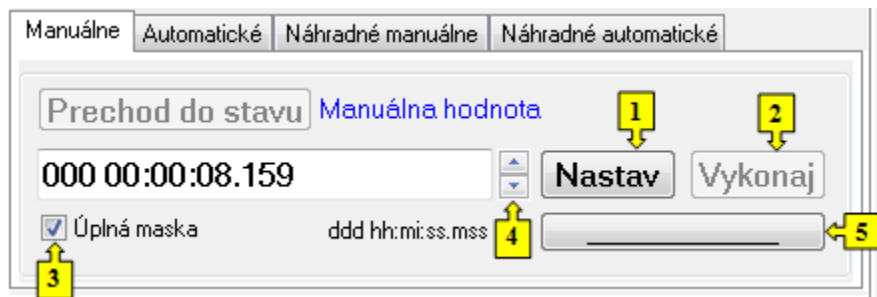 Manuálne Automatické Náhradné manuálne Náhradné automatické
Prechod do stavu Manuálna hodnota 1 2
000 00:00:08.159 Nastav Vykonaj
Úplná maska ddd hh:mi:ss.mss 4 5
3